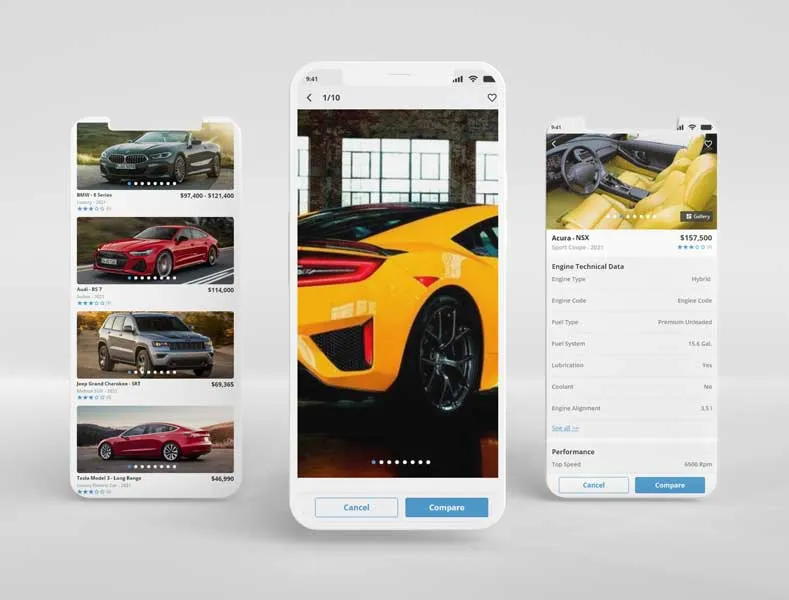 BMW - 8 Series $97,400 - $121,400
Luxury - 2021
Audi - RS 7 $114,000
Sedan - 2021
Jeep Grand Cherokee - SRT $69,365
$46,990
Tesla Model 3 - Long Range
Luxury Electric Car - 2021
9:41
1/10
Cancel Compare
9:41
Gallery
Acura - NSX $157,500
Sport Coupe - 2021
Engine Technical Data
Engine Type Hybrid
Engine Code Engine Code
Fuel Type Premium Unleaded
Fuel System 15.6 Gal.
Lubrication Yes
Coolant No
Engine Alignment 3,5 l
See all >>
Performance
Top Speed 6500 Rpm
Cancel Compare